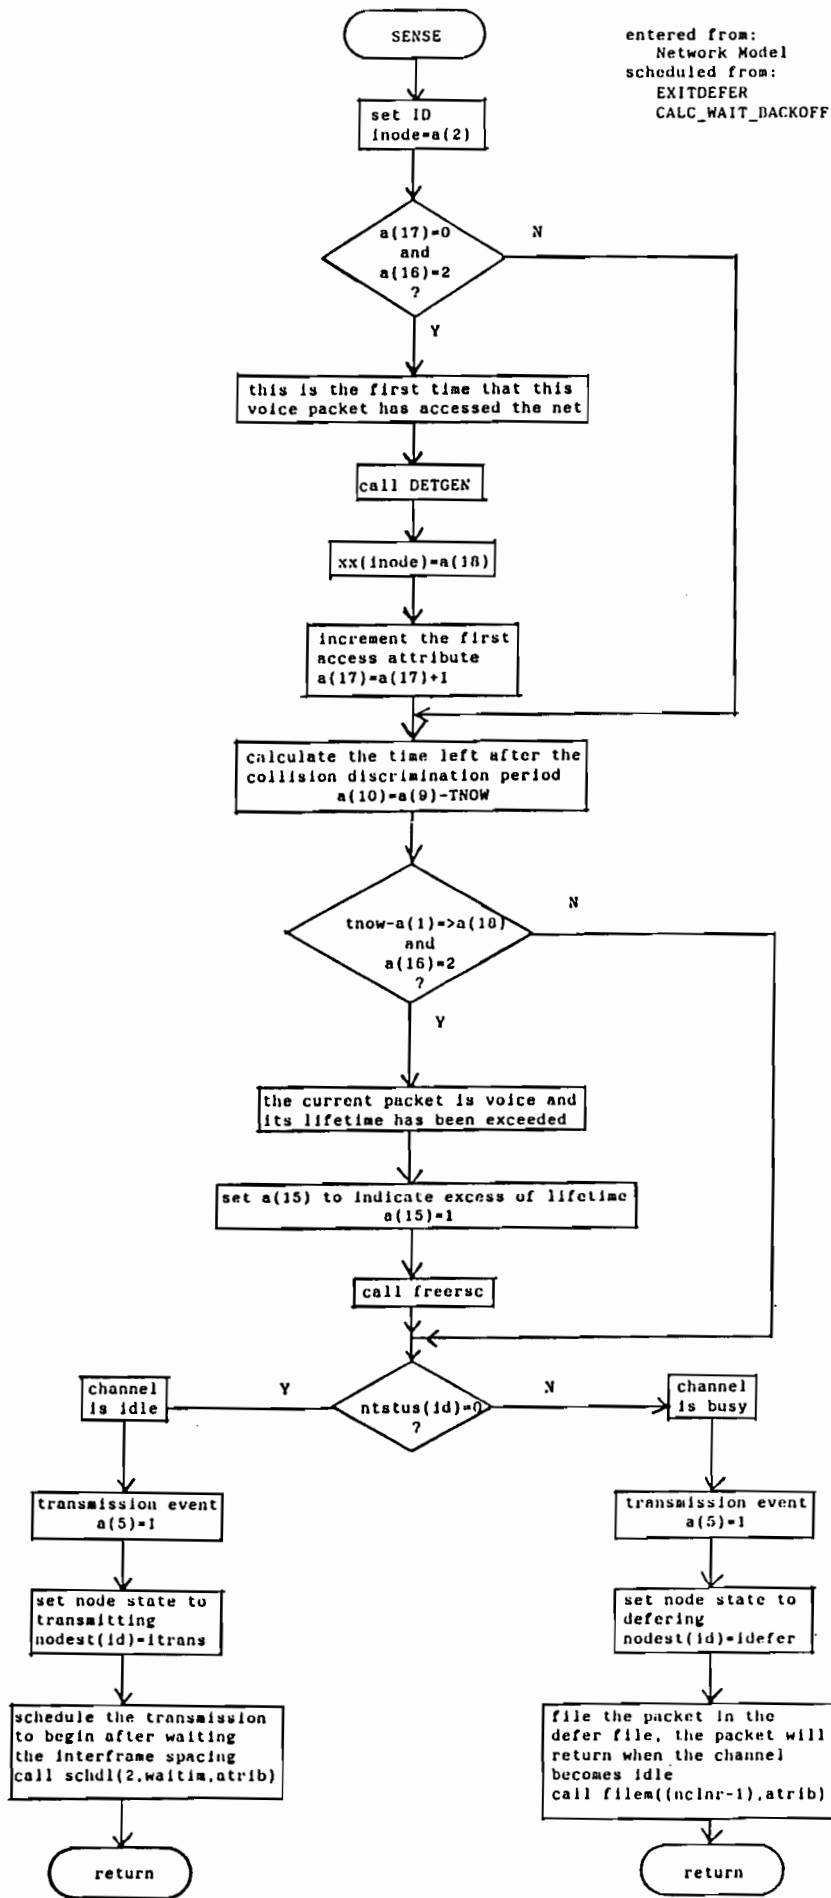 SENSE
entered from:
Network Model
scheduled from:
EXITDEFER
CALC_WAIT_BACKOFF
set ID
inode=a(2)
a(17)=0
and
a(16)=2
?
N
Y
this is the first time that this
voice packet has accessed the net
call DETGEN
xx(inode)=a(18)
increment the first
access attribute
a(17)=a(17)+1
calculate the time left after the
collision discrimination period
a(10)=a(9)-TNOW
tnow-a(1)=>a(18)
and
a(16)=2
?
N
Y
the current packet is voice and
its lifetime has been exceeded
set a(15) to indicate excess of lifetime
a(15)=1
call freersc
ntstus(id)=0
?
Y
N
channel
is idle
channel
is busy
transmission event
a(5)=1
transmission event
a(5)=1
set node state to
transmitting
nodest(id)=itrans
set node state to
defering
nodest(id)=idefer
schedule the transmission
to begin after waiting
the interframe spacing
call schdl(2,waitim,atrib)
file the packet in the
defer file, the packet will
return when the channel
becomes idle
call filem((nclnr-1),atrib)
return
return